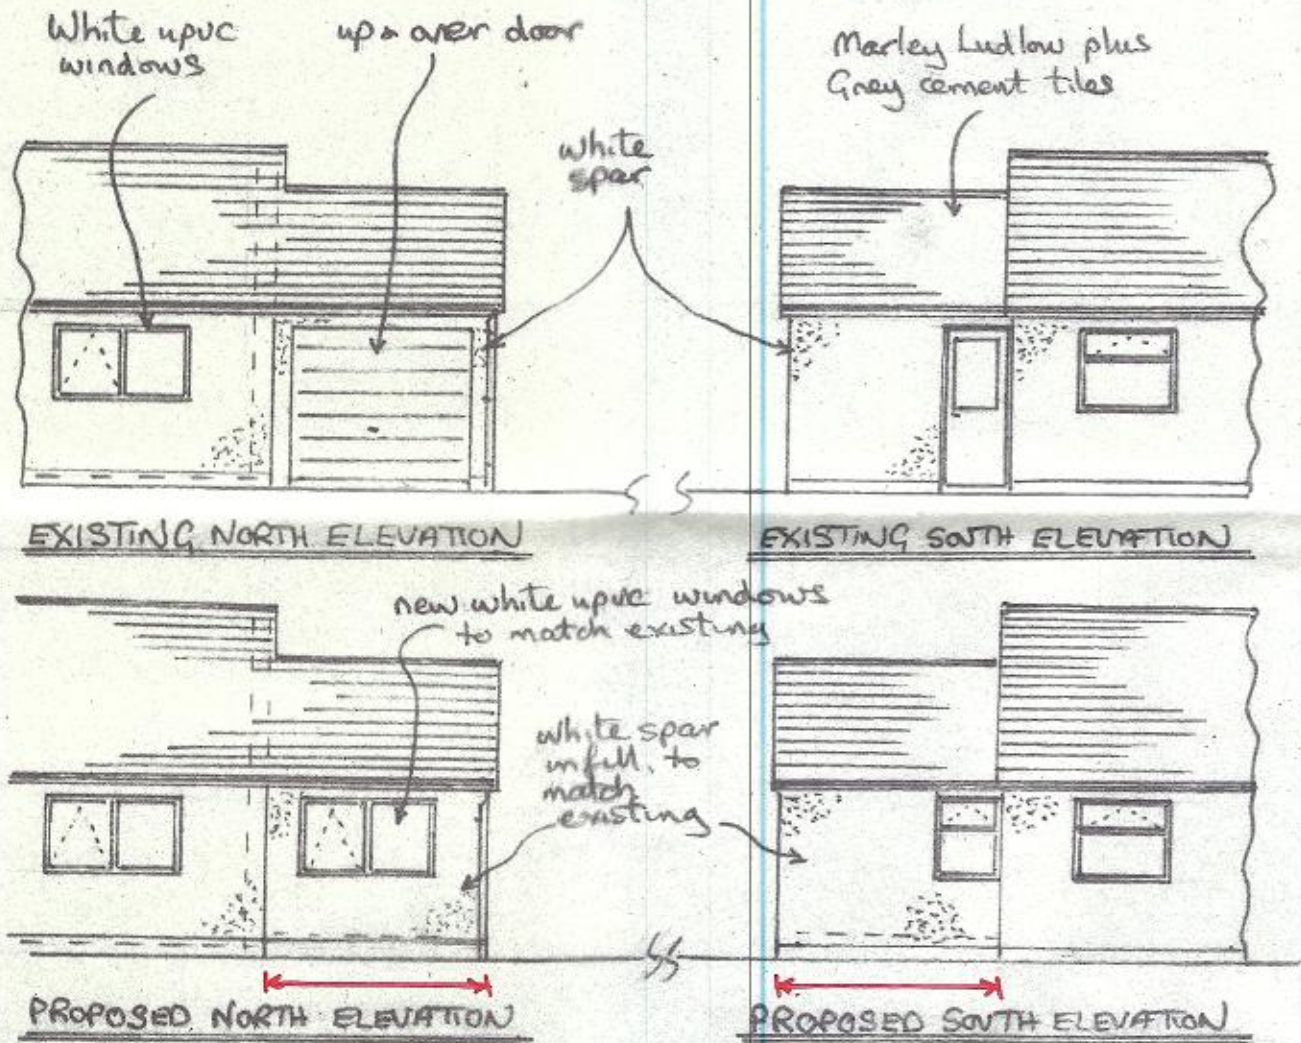 White upvc
windows
up & over door
white
spar
Marley Ludlow plus
Grey cement tiles
EXISTING NORTH ELEVATION
EXISTING SOUTH ELEVATION
new white upvc windows
to match existing
white spar
infill, to
match
existing
PROPOSED NORTH ELEVATION
PROPOSED SOUTH ELEVATION